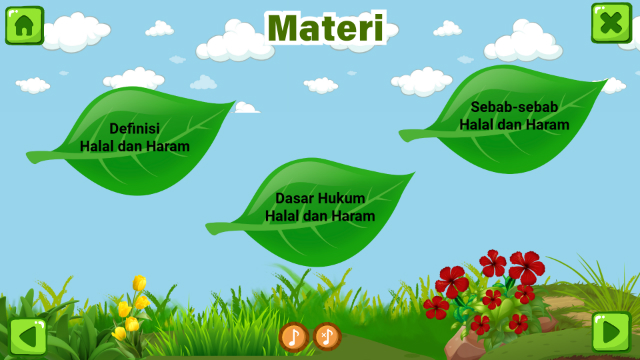 Materi
Definisi
Halal dan Haram
Dasar Hukum
Halal dan Haram
Sebab-sebab
Halal dan Haram